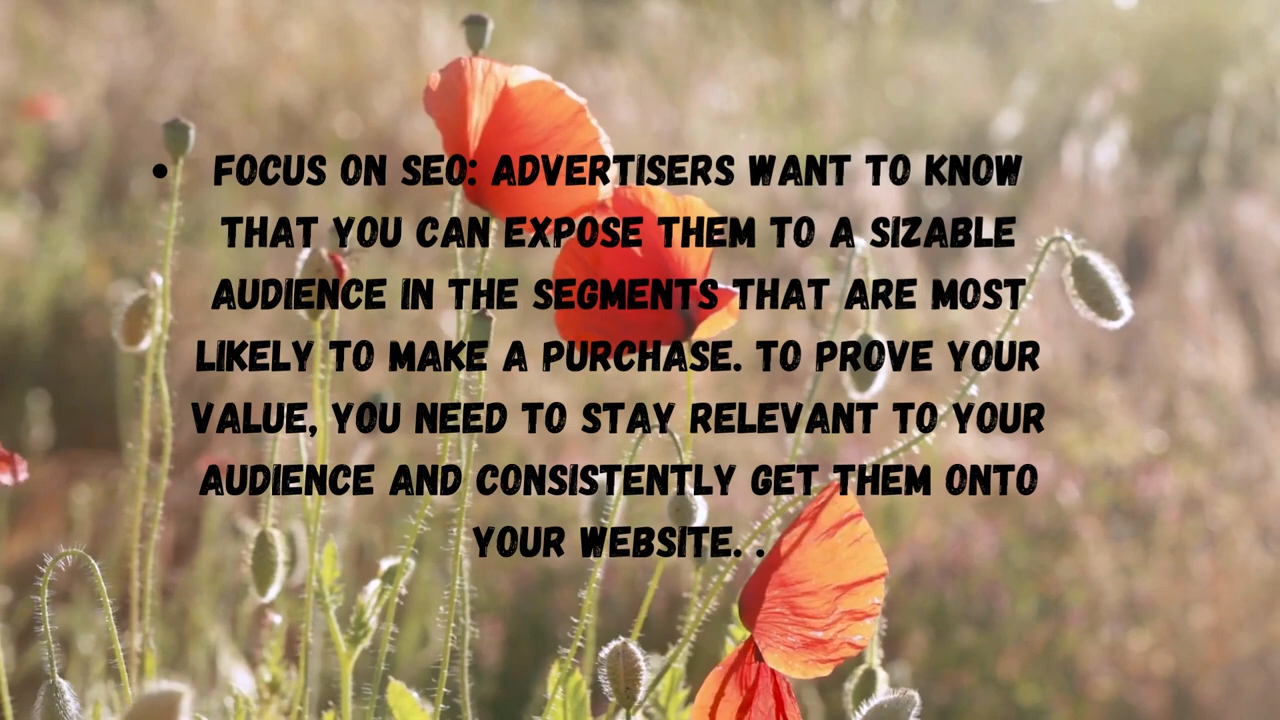 • FOCUS ON SEO: ADVERTISERS WANT TO KNOW
THAT YOU CAN EXPOSE THEM TO A SIZABLE
AUDIENCE IN THE SEGMENTS THAT ARE MOST
LIKELY TO MAKE A PURCHASE. TO PROVE YOUR
VALUE, YOU NEED TO STAY RELEVANT TO YOUR
AUDIENCE AND CONSISTENTLY GET THEM ONTO
YOUR WEBSITE. .